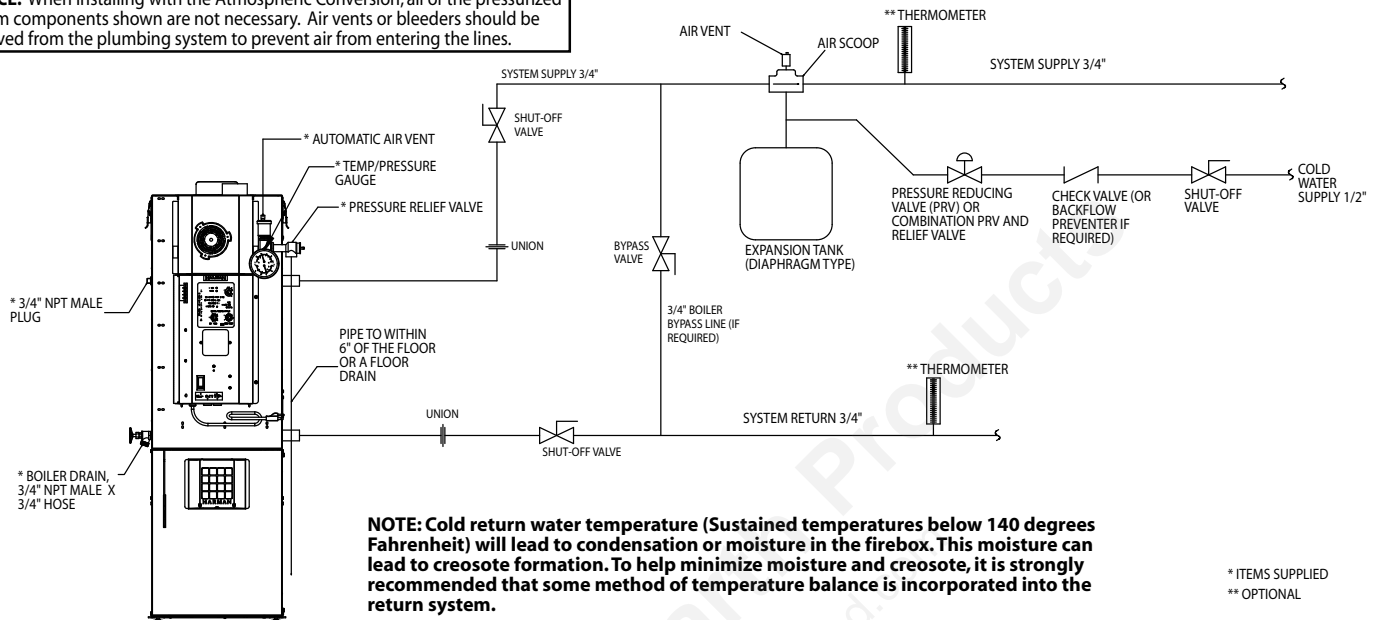 When installing with the Atmospheric Conversion, all of the pressurized
components shown are not necessary. Air vents or bleeders should be
from the plumbing system to prevent air from entering the lines.
** THERMOMETER
AIR VENT
AIR SCOOP
SYSTEM SUPPLY 3/4"
SYSTEM SUPPLY 3/4"
SHUT-OFF
VALVE
* AUTOMATIC AIR VENT
* TEMP/PRESSURE
GAUGE
* PRESSURE RELIEF VALVE
UNION
BYPASS
VALVE
EXPANSION TANK
(DIAPHRAGM TYPE)
PRESSURE REDUCING
VALVE (PRV) OR
COMBINATION PRV AND
RELIEF VALVE
CHECK VALVE (OR
BACKFLOW
PREVENTER IF
REQUIRED)
SHUT-OFF
VALVE
COLD
WATER
SUPPLY 1/2"
* 3/4" NPT MALE
PLUG
PIPE TO WITHIN
6" OF THE FLOOR
OR A FLOOR
DRAIN
3/4" BOILER
BYPASS LINE (IF
REQUIRED)
** THERMOMETER
UNION
SYSTEM RETURN 3/4"
SHUT-OFF VALVE
* BOILER DRAIN,
3/4" NPT MALE X
3/4" HOSE
HARMAN
NOTE: Cold return water temperature (Sustained temperatures below 140 degrees
Fahrenheit) will lead to condensation or moisture in the firebox. This moisture can
lead to creosote formation. To help minimize moisture and creosote, it is strongly
recommended that some method of temperature balance is incorporated into the
return system.
* ITEMS SUPPLIED
** OPTIONAL
Products